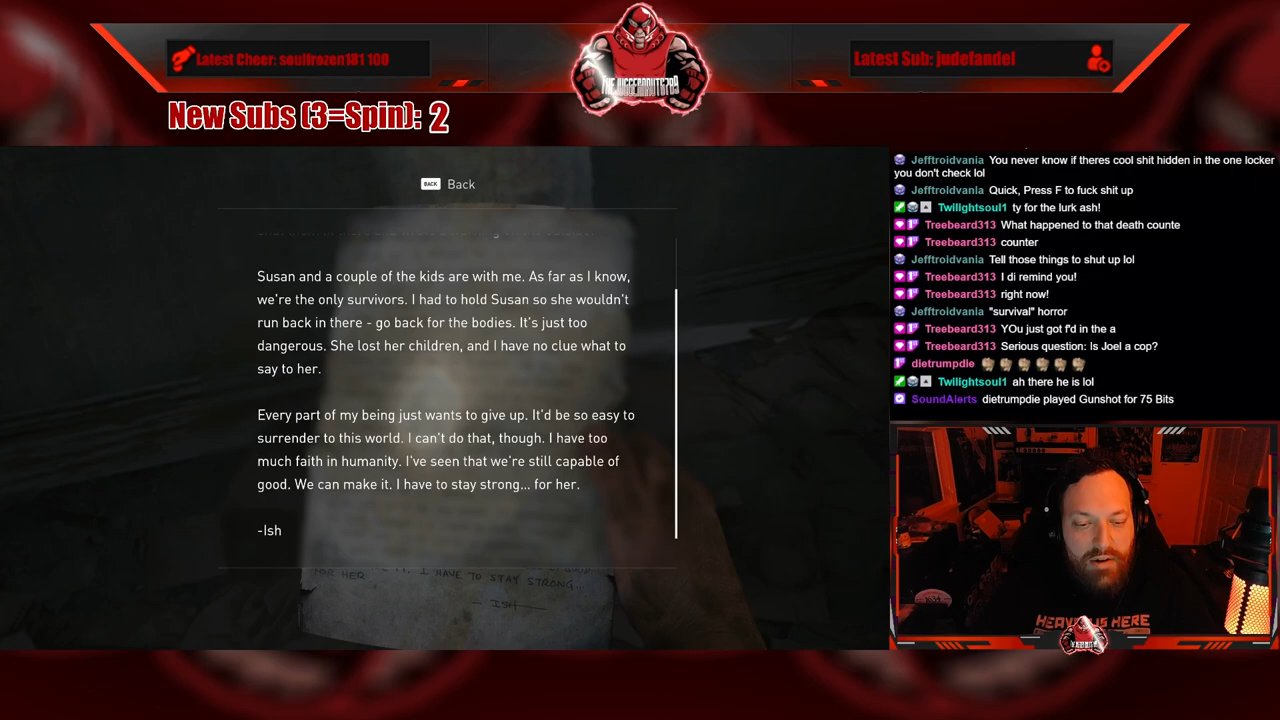 Latest Cheer: soulfrozen181 100
THEJUGGERNAUT6789
Latest Sub: judefandel
New Subs (3=Spin): 2
BACK Back
Susan and a couple of the kids are with me. As far as I know,
we're the only survivors. I had to hold Susan so she wouldn't
run back in there - go back for the bodies. It's just too
dangerous. She lost her children, and I have no clue what to
say to her.
Every part of my being just wants to give up. It'd be so easy to
surrender to this world. I can't do that, though. I have too
much faith in humanity. I've seen that we're still capable of
good. We can make it. I have to stay strong... for her.
-Ish
FOR HER I HAVE TO STAY STRONG...
- ISH
Jefftroidvania You never know if theres cool shit hidden in the one locker
you don't check lol
Jefftroidvania Quick, Press F to fuck shit up
Twilightsoul1 ty for the lurk ash!
Treebeard313 What happened to that death counte
Treebeard313 counter
Jefftroidvania Tell those things to shut up lol
Treebeard313 I di remind you!
Treebeard313 right now!
Jefftroidvania "survival" horror
Treebeard313 YOu just got f'd in the a
Treebeard313 Serious question: Is Joel a cop?
dietrumpdie
Twilightsoul1 ah there he is lol
SoundAlerts dietrumpdie played Gunshot for 75 Bits
HEAVY IS HERE